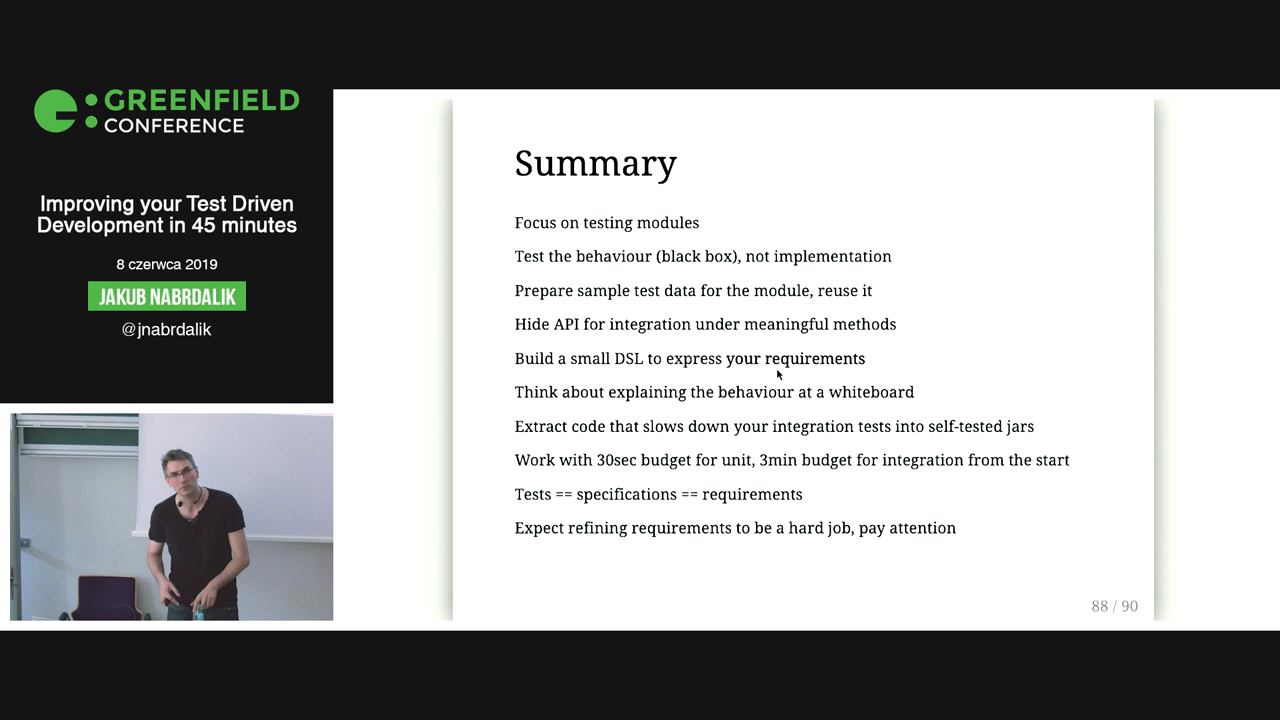 GREENFIELD
CONFERENCE
Improving your Test Driven
Development in 45 minutes
8 czerwca 2019
JAKUB NABRDALIK
@jnabrdalik
Summary
Focus on testing modules
Test the behaviour (black box), not implementation
Prepare sample test data for the module, reuse it
Hide API for integration under meaningful methods
Build a small DSL to express your requirements
Think about explaining the behaviour at a whiteboard
Extract code that slows down your integration tests into self-tested jars
Work with 30sec budget for unit, 3min budget for integration from the start
Tests == specifications == requirements
Expect refining requirements to be a hard job, pay attention
88 / 90